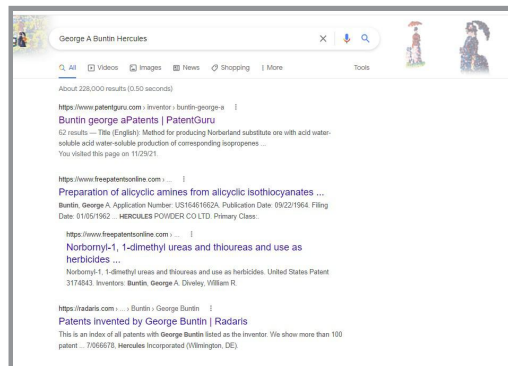 George A Buntin Hercules
All Videos Images News Shopping More Tools
About 228,000 results (0.50 seconds)
https://www.patentguru.com › inventor › buntin-george-a
Buntin george aPatents | PatentGuru
62 results — Title (English): Method for producing Norberland substitute ore with acid water-
soluble acid water-soluble production of corresponding isopropenes ...
You visited this page on 11/29/21.
https://www.freepatentsonline.com › ...
Preparation of alicyclic amines from alicyclic isothiocyanates ...
Buntin, George A. Application Number: US16461662A. Publication Date: 09/22/1964. Filing
Date: 01/05/1962 ... HERCULES POWDER CO LTD. Primary Class:.
https://www.freepatentsonline.com › ...
Norbornyl-1, 1-dimethyl ureas and thioureas and use as
herbicides ...
Norbornyl-1, 1-dimethyl ureas and thioureas and use as herbicides. United States Patent
3174843. Inventors: Buntin, George A. Diveley, William R.
https://radaris.com › ... › Buntin › George Buntin
Patents invented by George Buntin | Radaris
This is an index of all patents with George Buntin listed as the inventor. We show more than 100
patent ... 7/066678, Hercules Incorporated (Wilmington, DE).